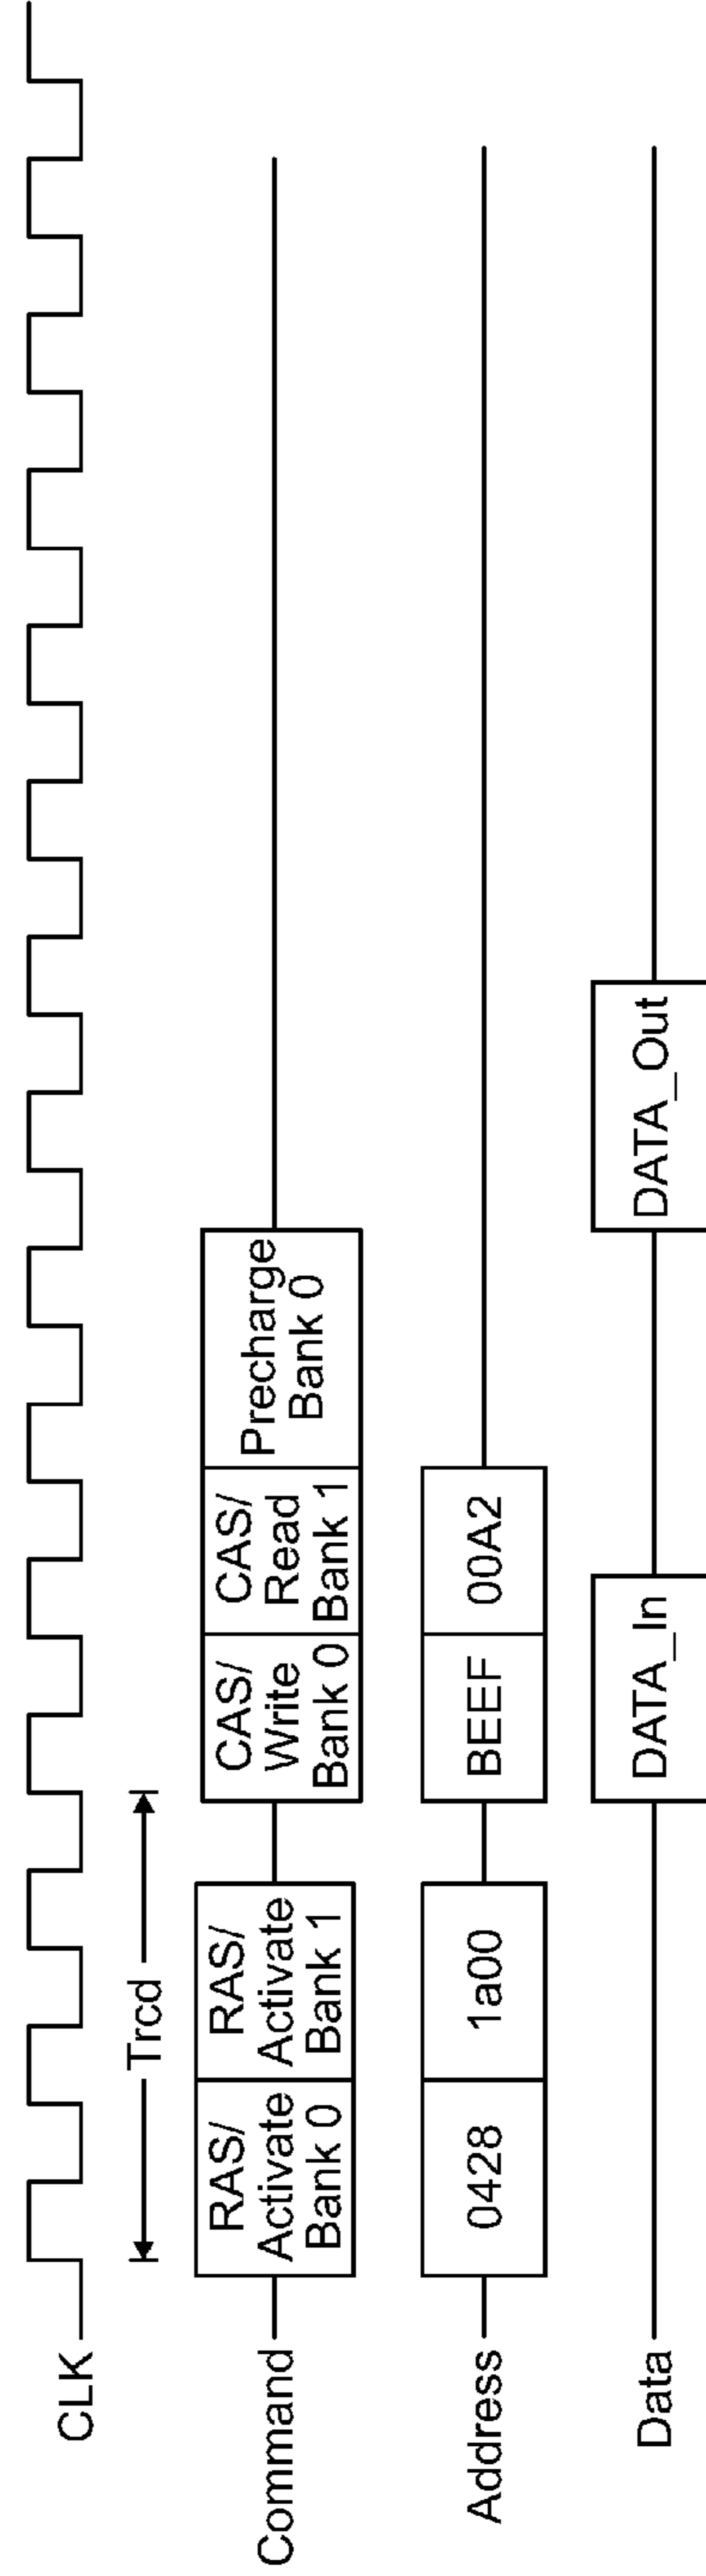 CLK
Trcd
Command
RAS/
Activate
Bank 0
RAS/
Activate
Bank 1
CAS/
Write
Bank 0
CAS/
Read
Bank 1
Precharge
Bank 0
Address
0428
1a00
BEEF
00A2
Data
DATA_In
DATA_Out